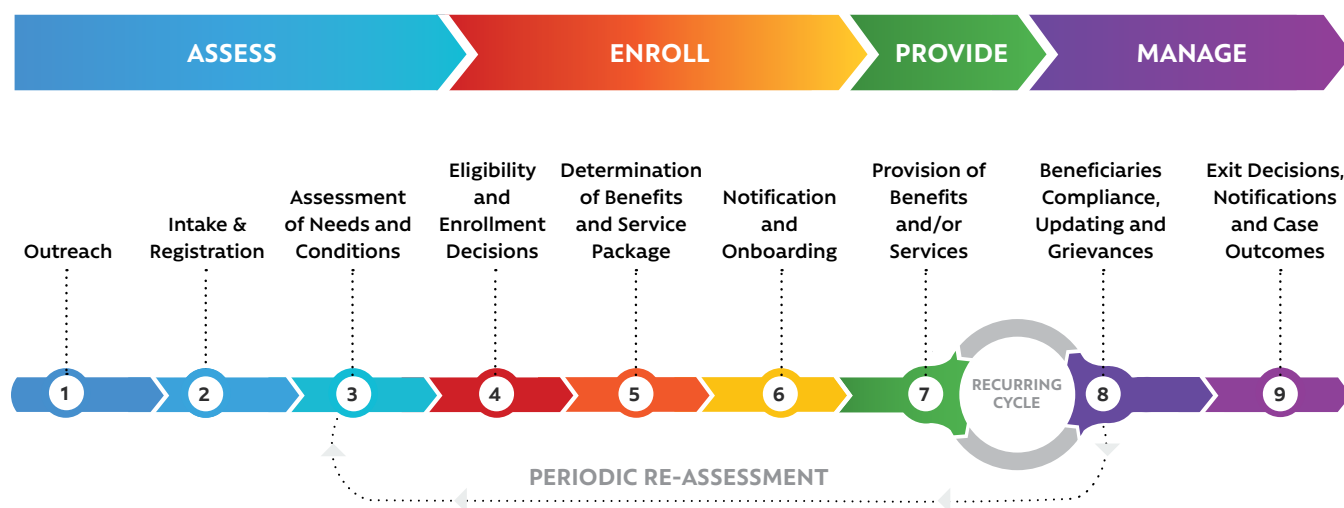 ASSESS
ENROLL
PROVIDE
MANAGE
Outreach
Intake &
Registration
Assessment
of Needs and
Conditions
Eligibility
and
Enrollment
Decisions
Determination
of Benefits
and Service
Package
Notification
and
Onboarding
Provision of
Benefits
and/or
Services
Beneficiaries
Compliance,
Updating and
Grievances
Exit Decisions,
Notifications
and Case
Outcomes
1
2
3
4
5
6
7
RECURRING
CYCLE
8
9
PERIODIC RE-ASSESSMENT